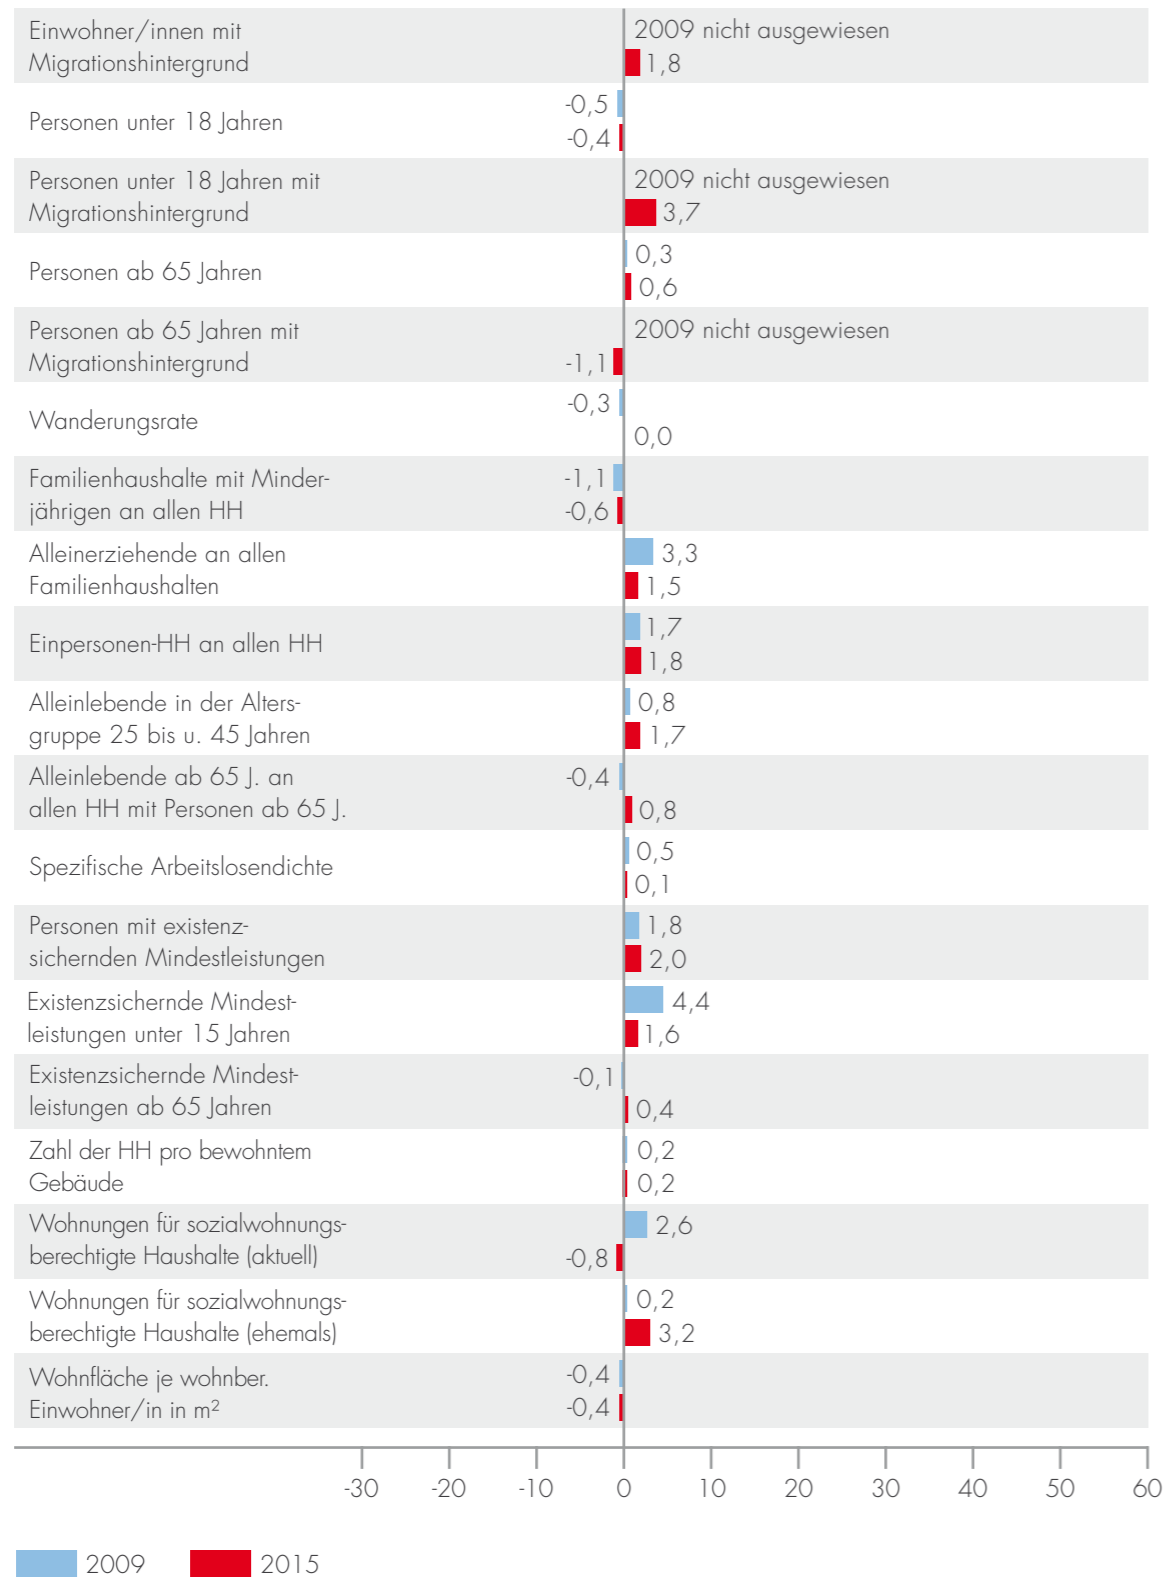 Einwohner/innen mit
Migrationshintergrund
2009 nicht ausgewiesen
1,8
Personen unter 18 Jahren
-0,5
-0,4
Personen unter 18 Jahren mit
Migrationshintergrund
2009 nicht ausgewiesen
3,7
Personen ab 65 Jahren
0,3
0,6
Personen ab 65 Jahren mit
Migrationshintergrund
2009 nicht ausgewiesen
-1,1
Wanderungsrate
-0,3
0,0
Familienhaushalte mit Minder-
jährigen an allen HH
-1,1
-0,6
Alleinerziehende an allen
Familienhaushalten
3,3
1,5
Einpersonen-HH an allen HH
1,7
1,8
Alleinlebende in der Alters-
gruppe 25 bis u. 45 Jahren
0,8
1,7
Alleinlebende ab 65 J. an
allen HH mit Personen ab 65 J.
-0,4
0,8
Spezifische Arbeitslosendichte
0,5
0,1
Personen mit existenz-
sichernden Mindestleistungen
1,8
2,0
Existenzsichernde Mindest-
leistungen unter 15 Jahren
4,4
1,6
Existenzsichernde Mindest-
leistungen ab 65 Jahren
-0,1
0,4
Zahl der HH pro bewohntem
Gebäude
0,2
0,2
Wohnungen für sozialwohnungs-
berechtigte Haushalte (aktuell)
2,6
-0,8
Wohnungen für sozialwohnungs-
berechtigte Haushalte (ehemals)
0,2
3,2
Wohnfläche je wohnber.
Einwohner/in in m²
-0,4
-0,4
-30 -20 -10 0 10 20 30 40 50 60
2009 2015